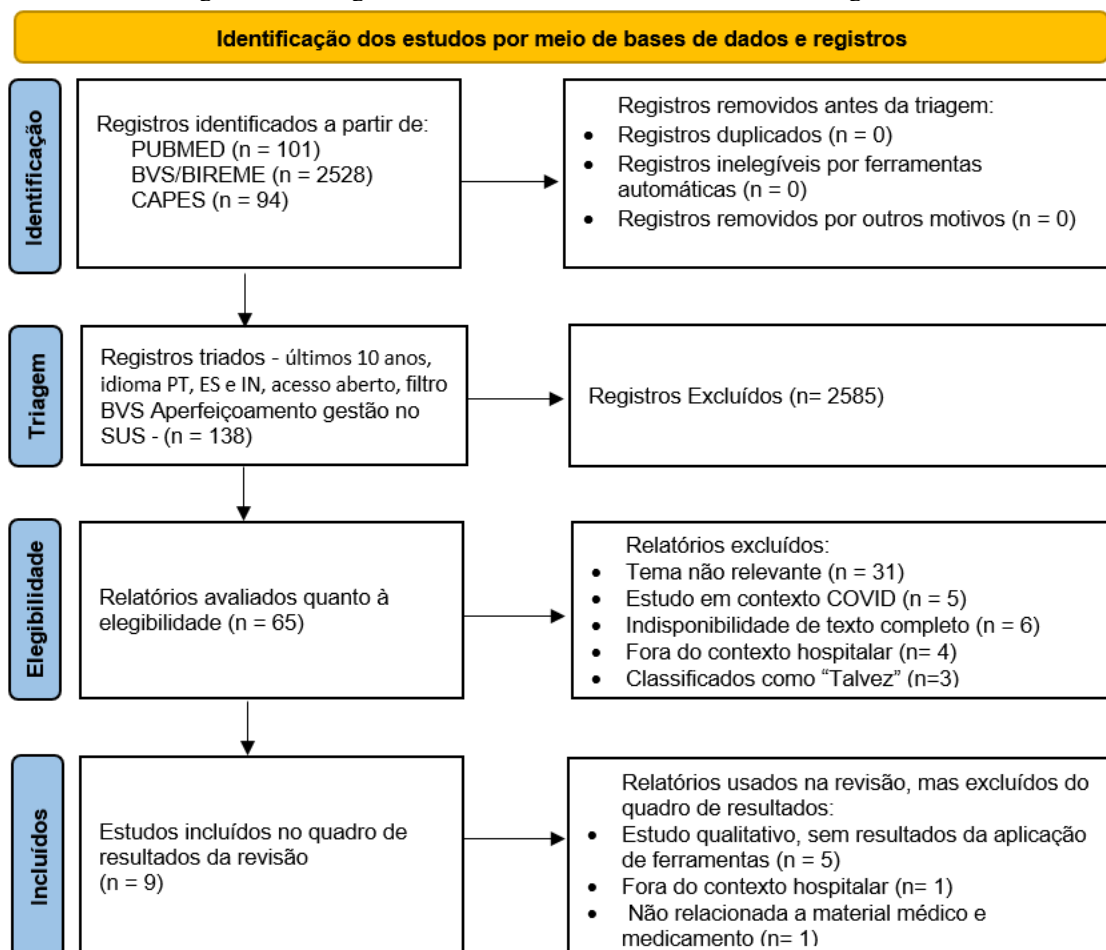 Identificação dos estudos por meio de bases de dados e registros
Identificação
Registros identificados a partir de:
PUBMED (n = 101)
BVS/BIREME (n = 2528)
CAPES (n = 94)
Registros removidos antes da triagem:
• Registros duplicados (n = 0)
• Registros inelegíveis por ferramentas
automáticas (n = 0)
• Registros removidos por outros motivos (n = 0)
Triagem
Registros triados - últimos 10 anos,
idioma PT, ES e IN, acesso aberto, filtro
BVS Aperfeiçoamento gestão no
SUS - (n = 138)
Registros Excluídos (n= 2585)
Elegibilidade
Relatórios avaliados quanto à
elegibilidade (n = 65)
Relatórios excluídos:
• Tema não relevante (n = 31)
• Estudo em contexto COVID (n = 5)
• Indisponibilidade de texto completo (n = 6)
• Fora do contexto hospitalar (n= 4)
• Classificados como “Talvez” (n=3)
Incluídos
Estudos incluídos no quadro de
resultados da revisão
(n = 9)
Relatórios usados na revisão, mas excluídos do
quadro de resultados:
• Estudo qualitativo, sem resultados da aplicação
de ferramentas (n = 5)
• Fora do contexto hospitalar (n= 1)
• Não relacionada a material médico e
medicamento (n= 1)